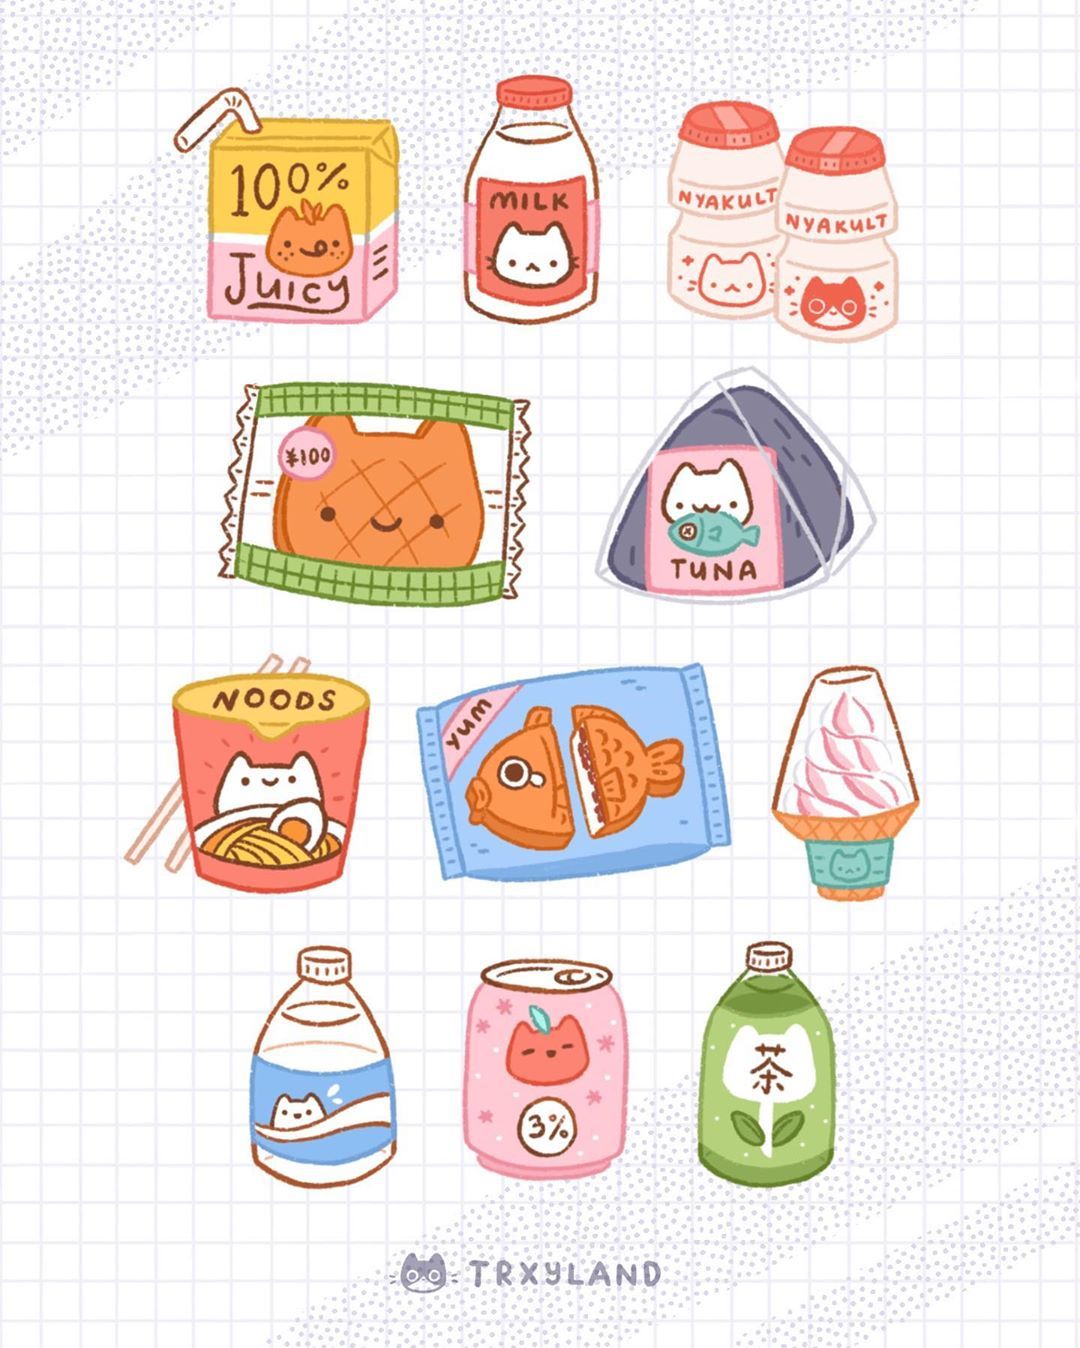 100%
Juicy
MILK
NYAKULT
NYAKULT
¥100
TUNA
NOODS
YUM
3%
茶
TRXYLAND